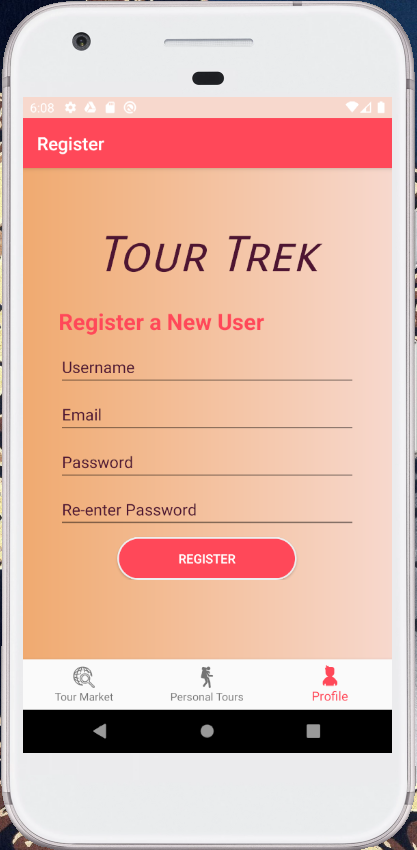 6:08
Register
TOUR TREK
Register a New User
Username
Email
Password
Re-enter Password
REGISTER
Tour Market
Personal Tours
Profile